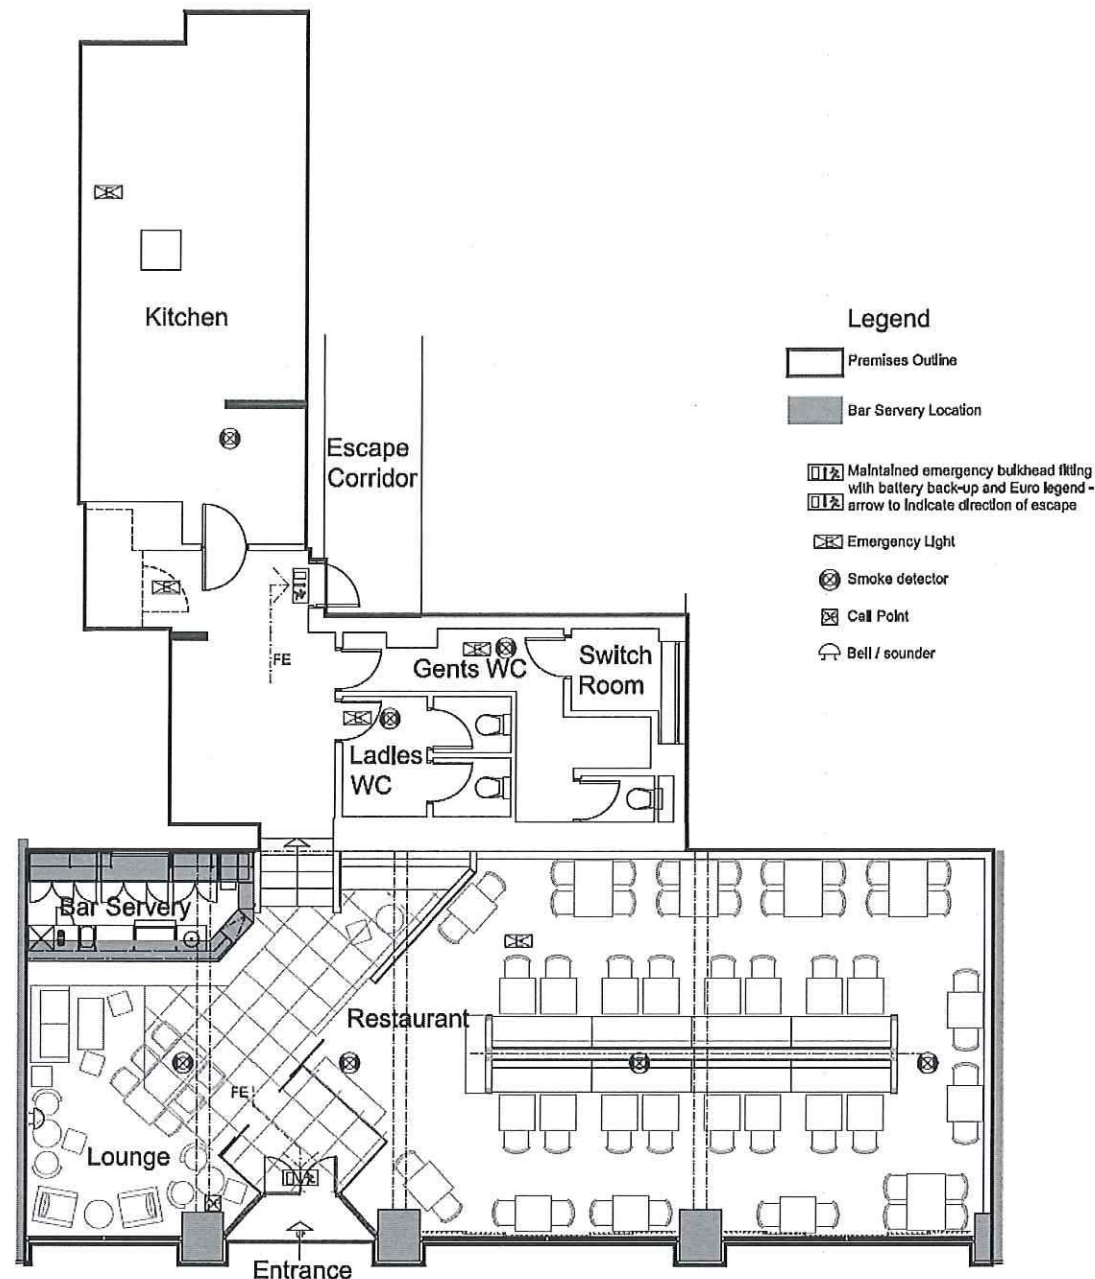 Kitchen
Escape
Corridor
FE
Gents WC
Switch
Room
Ladies
WC
Bar Servery
Restaurant
FE
Lounge
UP
Entrance
Legend
Premises Outline
Bar Servery Location
Maintained emergency bulkhead fitting
with battery back-up and Euro legend -
arrow to indicate direction of escape
E Emergency Light
Smoke detector
Call Point
Bell / sounder